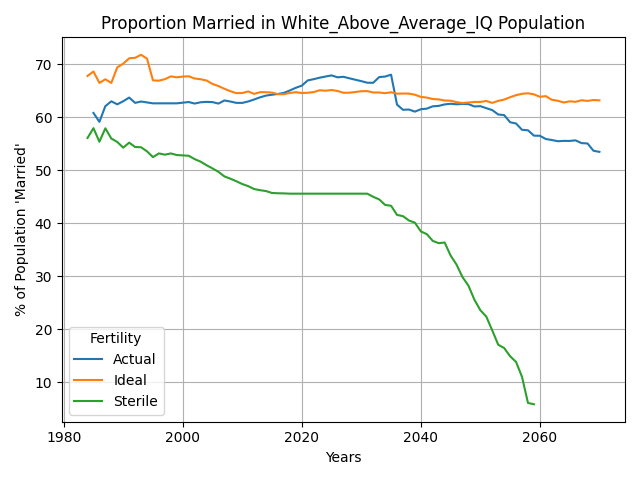 Proportion Married in White_Above_Average_IQ Population
% of Population 'Married'
70
60
50
40
30
20
10
Fertility
Actual
Ideal
Sterile
1980 2000 2020 2040 2060
Years